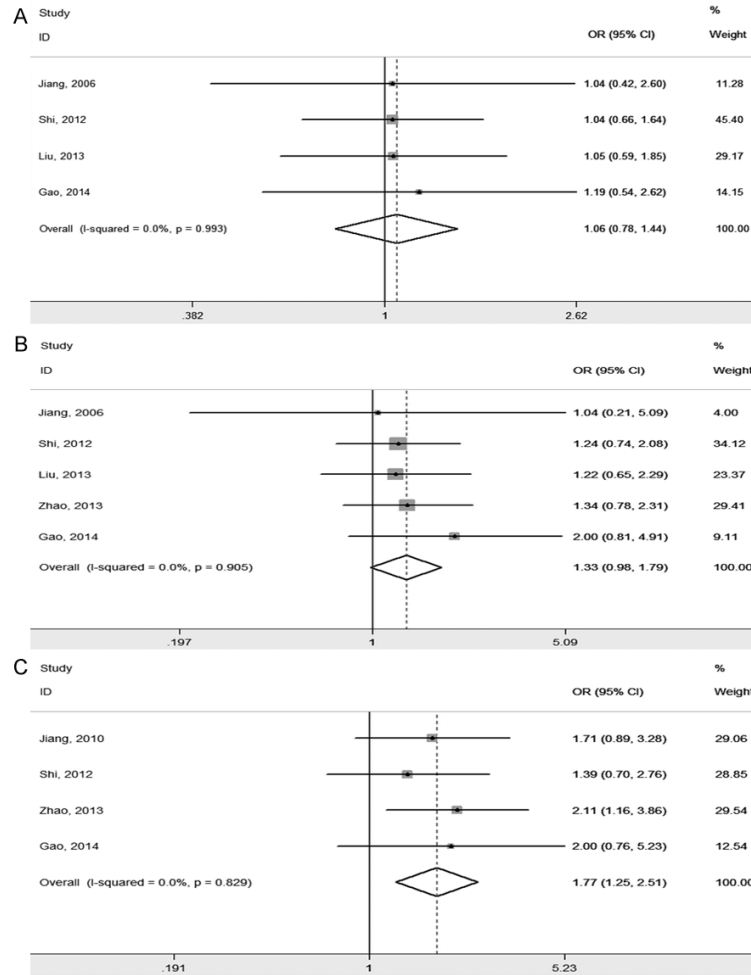 A
Study %
ID OR (95% CI) Weight
Jiang, 2006 1.04 (0.42, 2.60) 11.28
Shi, 2012 1.04 (0.66, 1.64) 45.40
Liu, 2013 1.05 (0.59, 1.85) 29.17
Gao, 2014 1.19 (0.54, 2.62) 14.15
Overall (I-squared = 0.0%, p = 0.993) 1.06 (0.78, 1.44) 100.00
.382 1 2.62
B
Study %
ID OR (95% CI) Weight
Jiang, 2006 1.04 (0.21, 5.09) 4.00
Shi, 2012 1.24 (0.74, 2.08) 34.12
Liu, 2013 1.22 (0.65, 2.29) 23.37
Zhao, 2013 1.34 (0.78, 2.31) 29.41
Gao, 2014 2.00 (0.81, 4.91) 9.11
Overall (I-squared = 0.0%, p = 0.905) 1.33 (0.98, 1.79) 100.00
.197 1 5.09
C
Study %
ID OR (95% CI) Weight
Jiang, 2010 1.71 (0.89, 3.28) 29.06
Shi, 2012 1.39 (0.70, 2.76) 28.85
Zhao, 2013 2.11 (1.16, 3.86) 29.54
Gao, 2014 2.00 (0.76, 5.23) 12.54
Overall (I-squared = 0.0%, p = 0.829) 1.77 (1.25, 2.51) 100.00
.191 1 5.23